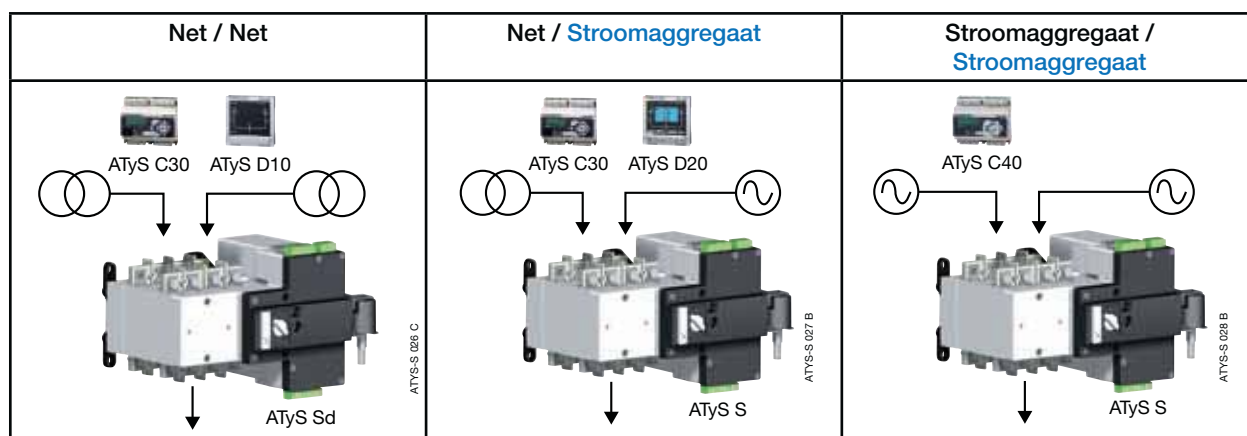 Net / Net
Net / Stroomaggregaat
Stroomaggregaat /
Stroomaggregaat
ATyS C30
ATyS D10
ATyS Sd
ATYS-S 026 C
ATyS C30
ATyS D20
ATyS S
ATYS-S 027 B
ATyS C40
ATyS S
ATYS-S 028 B